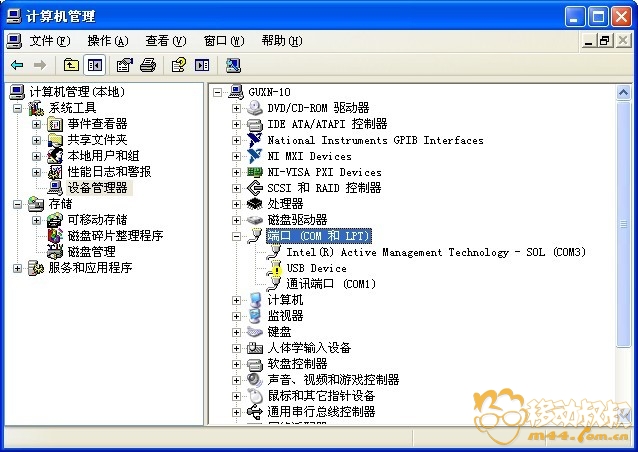 计算机管理
文件(F) 操作(A) 查看(V) 窗口(W) 帮助(H)
计算机管理(本地)
系统工具
事件查看器
共享文件夹
本地用户和组
性能日志和警报
设备管理器
存储
可移动存储
磁盘碎片整理程序
磁盘管理
服务和应用程序
GUXN-10
DVD/CD-ROM 驱动器
IDE ATA/ATAPI 控制器
National Instruments GPIB Interfaces
NI MXI Devices
NI-VISA PXI Devices
SCSI 和 RAID 控制器
处理器
磁盘驱动器
端口 (COM 和 LPT)
Intel(R) Active Management Technology - SOL (COM3)
USB Device
通讯端口 (COM1)
计算机
监视器
键盘
人体学输入设备
软盘控制器
声音、视频和游戏控制器
鼠标和其它指针设备
通用串行总线控制器
移动叔叔
m44.com.cn